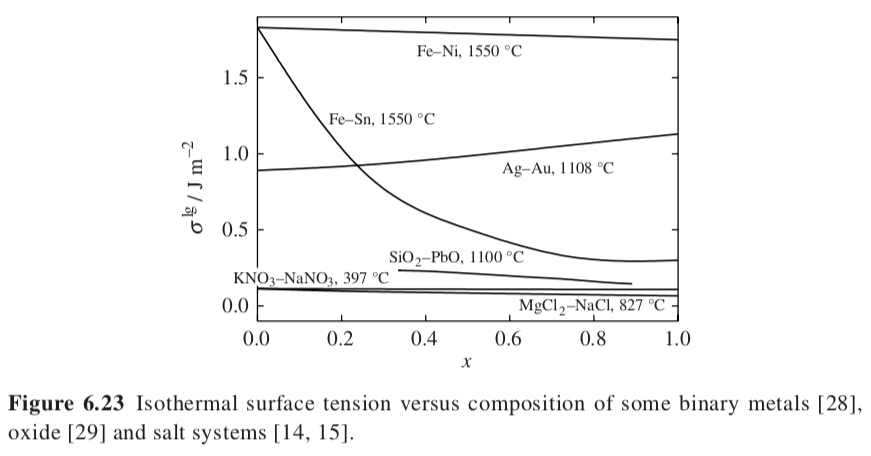 Fe–Ni, 1550 °C
1.5
Fe–Sn, 1550 °C
1.0
Ag–Au, 1108 °C
σˡᵍ / J m⁻²
0.5
SiO₂–PbO, 1100 °C
KNO₃–NaNO₃, 397 °C
0.0
MgCl₂–NaCl, 827 °C
0.0 0.2 0.4 0.6 0.8 1.0
x
Figure 6.23 Isothermal surface tension versus composition of some binary metals [28],
oxide [29] and salt systems [14, 15].